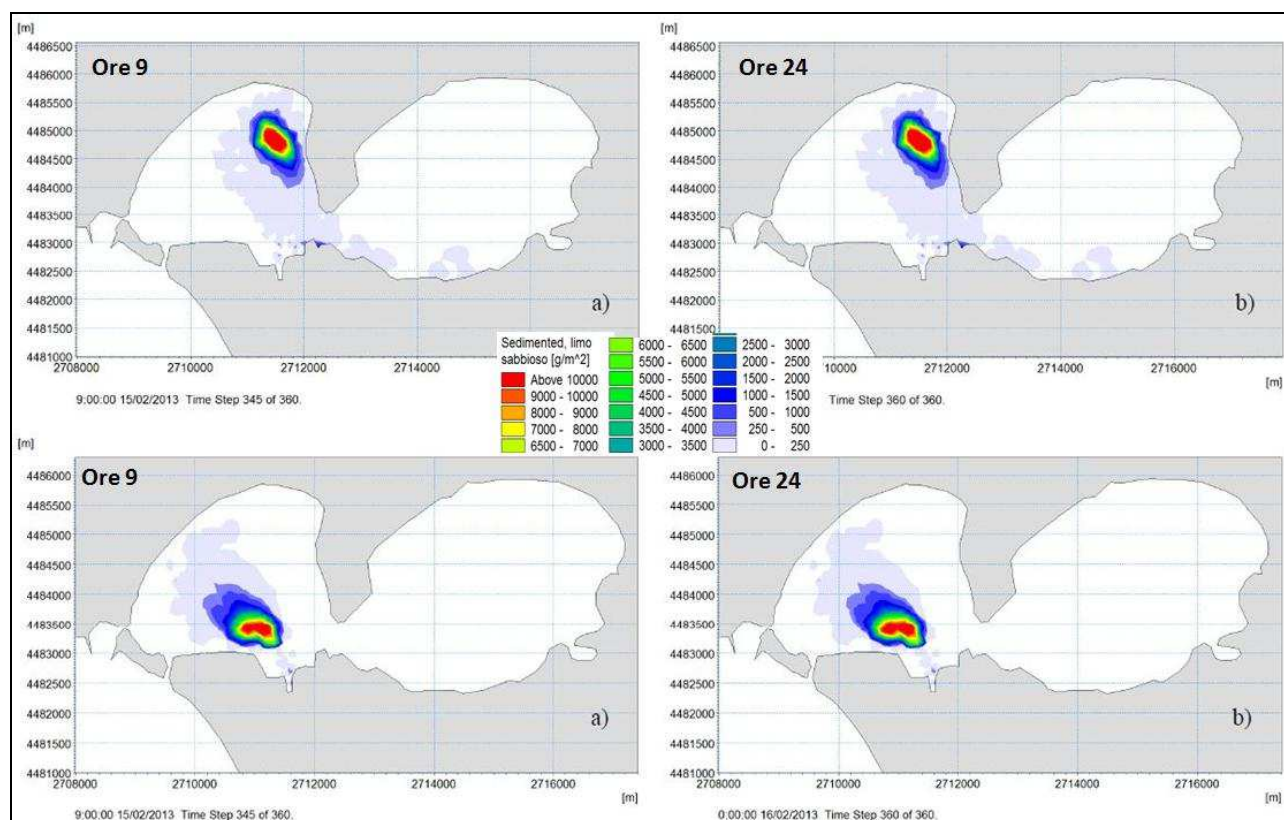 [m]
4486500
4486000
4485500
4485000
4484500
4484000
4483500
4483000
4482500
4482000
4481500
4481000
Ore 9
a)
2708000 2710000 2712000 2714000
9:00:00 15/02/2013 Time Step 345 of 360.
[m]
4486500
4486000
4485500
4485000
4484500
4484000
4483500
4483000
4482500
4482000
4481500
Ore 24
b)
10000 2712000 2714000 2716000
[m]
Time Step 360 of 360.
Sedimented, limo
sabbioso [g/m^2]
Above 10000
9000 - 10000
8000 - 9000
7000 - 8000
6500 - 7000
6000 - 6500
5500 - 6000
5000 - 5500
4500 - 5000
4000 - 4500
3500 - 4000
3000 - 3500
2500 - 3000
2000 - 2500
1500 - 2000
1000 - 1500
500 - 1000
250 - 500
0 - 250
[m]
4486000
4485500
4485000
4484500
4484000
4483500
4483000
4482500
4482000
4481500
4481000
Ore 9
a)
2708000 2710000 2712000 2714000 2716000
[m]
9:00:00 15/02/2013 Time Step 345 of 360.
4486000
4485500
4485000
4484500
4484000
4483500
4483000
4482500
4482000
4481500
4481000
Ore 24
b)
2708000 2710000 2712000 2714000 2716000
[m]
0:00:00 16/02/2013 Time Step 360 of 360.